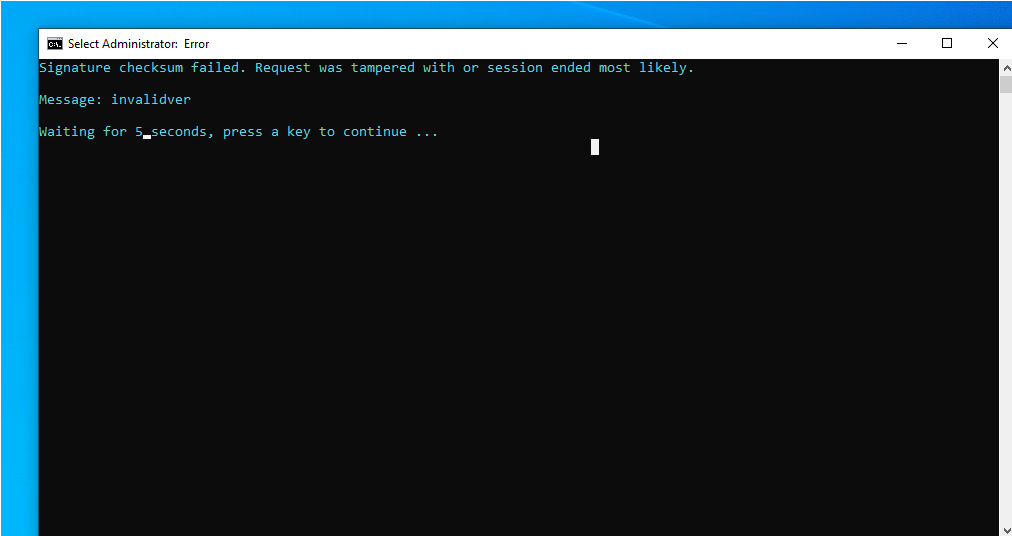 Select Administrator: Error
Signature checksum failed. Request was tampered with or session ended most likely.
Message: invalidver
Waiting for 5 seconds, press a key to continue ...